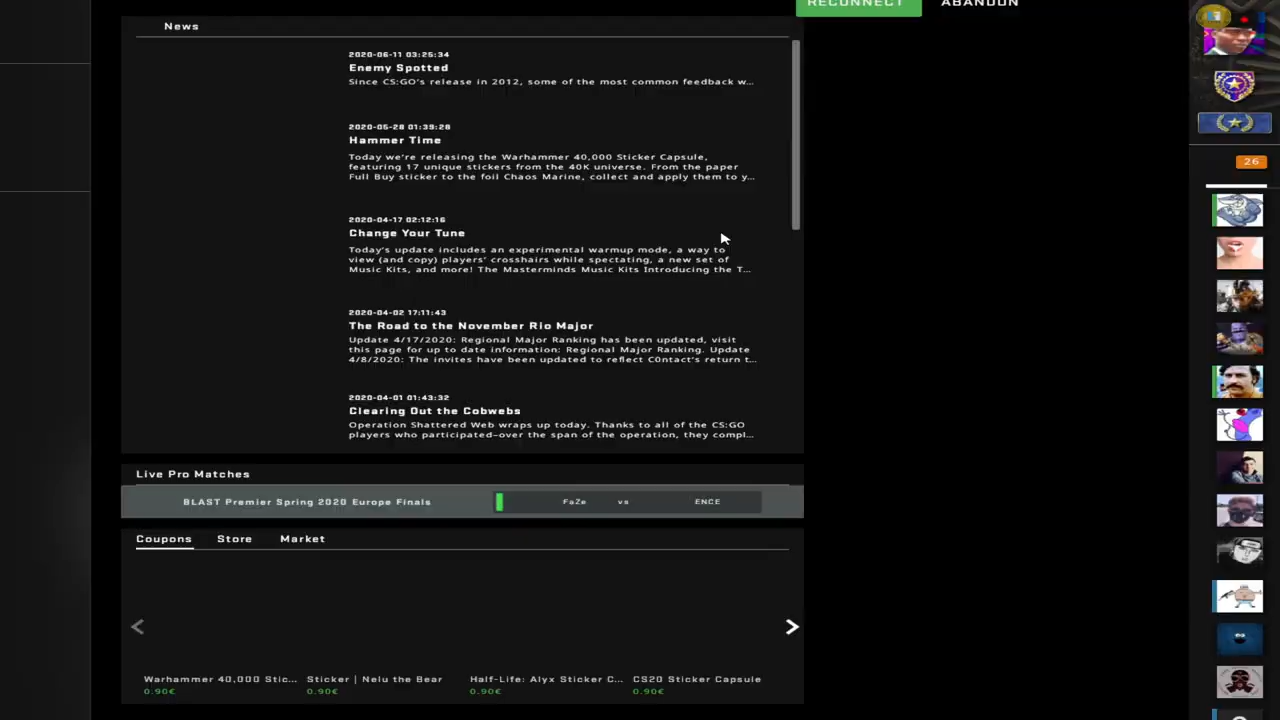 RECONNECT
ABANDON
News
2020-06-11 03:25:34
Enemy Spotted
Since CS:GO's release in 2012, some of the most common feedback w...
2020-05-28 01:39:28
Hammer Time
Today we're releasing the Warhammer 40,000 Sticker Capsule,
featuring 17 unique stickers from the 40K universe. From the paper
Full Buy sticker to the foil Chaos Marine, collect and apply them to y...
2020-04-17 02:12:16
Change Your Tune
Today's update includes an experimental warmup mode, a way to
view (and copy) players' crosshairs while spectating, a new set of
Music Kits, and more! The Masterminds Music Kits Introducing the T...
2020-04-02 17:11:43
The Road to the November Rio Major
Update 4/17/2020: Regional Major Ranking has been updated, visit
this page for up to date information: Regional Major Ranking. Update
4/8/2020: The invites have been updated to reflect C0ntact's return t...
2020-04-01 01:43:32
Clearing Out the Cobwebs
Operation Shattered Web wraps up today. Thanks to all of the CS:GO
players who participated–over the span of the operation, they compl...
Live Pro Matches
BLAST Premier Spring 2020 Europe Finals
FaZe vs ENCE
Coupons Store Market
Warhammer 40,000 Stic...
0.90€
Sticker | Nelu the Bear
0.90€
Half-Life: Alyx Sticker C...
0.90€
CS20 Sticker Capsule
0.90€
26